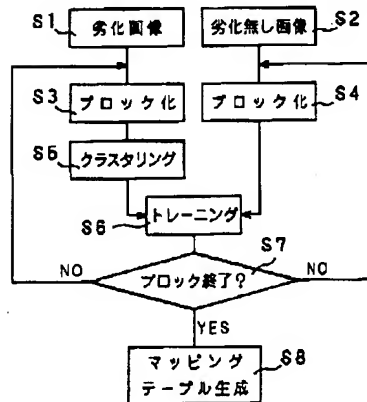 S1
劣化画像
劣化無し画像
S2
S3
ブロック化
ブロック化
S4
S5
クラスタリング
トレーニング
S6
S7
NO
ブロック終了?
NO
YES
マッピング
テーブル生成
S8